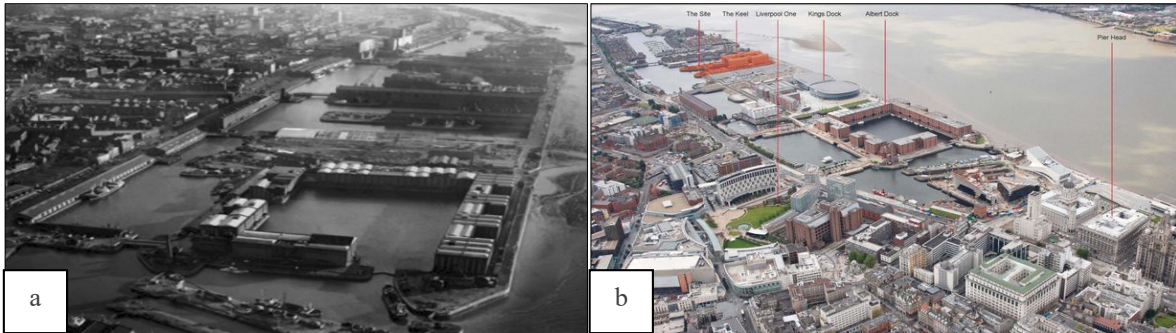 The Site
The Keel
Liverpool One
Kings Dock
Albert Dock
Pier Head
a
b